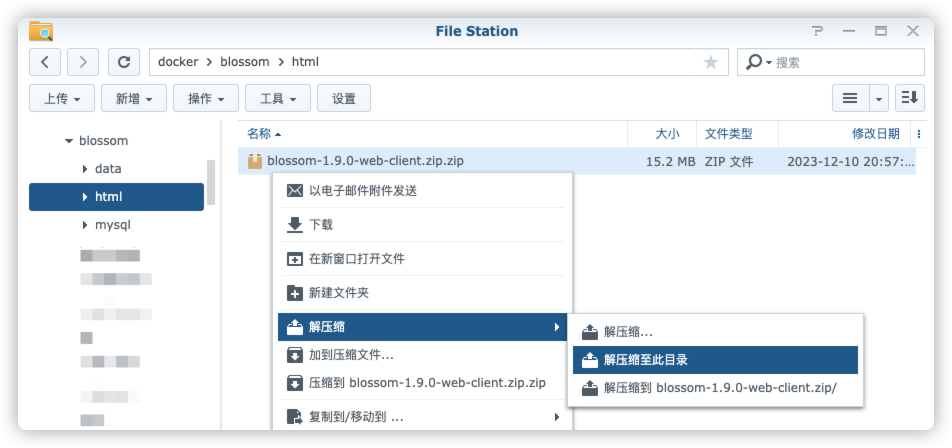 File Station
docker > blossom > html
搜索
上传 新增 操作 工具 设置
blossom
data
html
mysql
名称 大小 文件类型 修改日期
blossom-1.9.0-web-client.zip.zip 15.2 MB ZIP 文件 2023-12-10 20:57:...
以电子邮件附件发送
下载
在新窗口打开文件
新建文件夹
解压缩
加到压缩文件...
压缩到 blossom-1.9.0-web-client.zip.zip
复制到/移动到 ...
解压缩...
解压缩至此目录
解压缩到 blossom-1.9.0-web-client.zip/